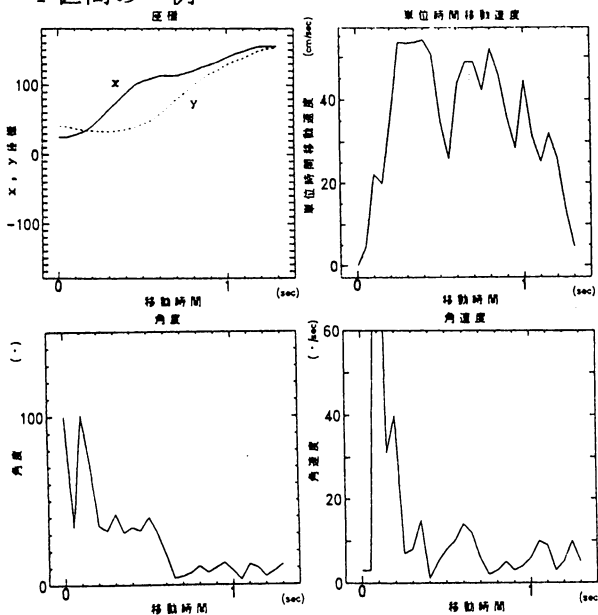 座標
100
0
-100
x , y 座標
x
y
0
1
(sec)
移動時間
単位時間移動速度
(cm/sec)
40
20
0
単位時間移動速度
0
1
(sec)
移動時間
角度
(°)
100
0
角度
0
1
(sec
移動時間
角速度
(°/sec)
60
40
20
0
角速度
0
1
(sec)
移動時間